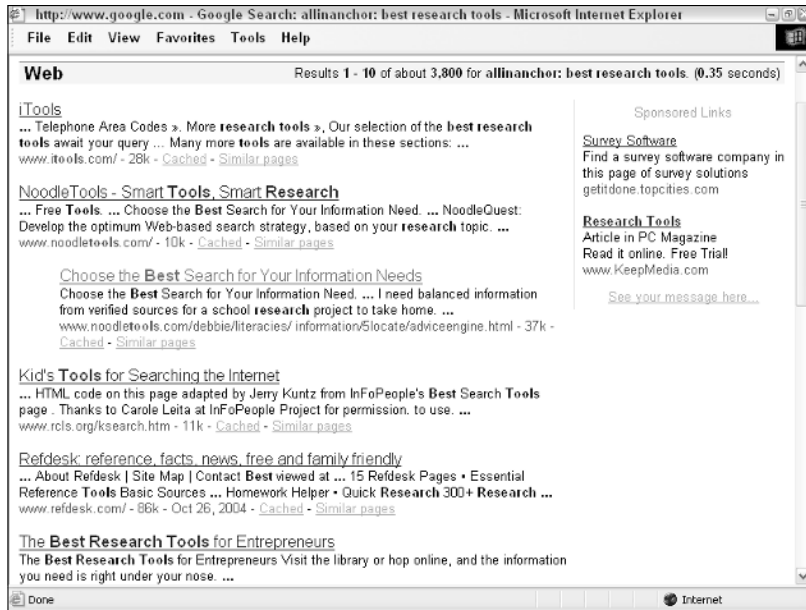 http://www.google.com - Google Search: allinanchor: best research tools - Microsoft Internet Explorer
File Edit View Favorites Tools Help
Web
Results 1 - 10 of about 3,800 for allinanchor: best research tools. (0.35 seconds)
iTools
... Telephone Area Codes ». More research tools », Our selection of the best research
tools await your query ... Many more tools are available in these sections: ...
www.itools.com/ - 28k - Cached - Similar pages
NoodleTools - Smart Tools, Smart Research
... Free Tools. ... Choose the Best Search for Your Information Need. ... NoodleQuest:
Develop the optimum Web-based search strategy, based on your research topic. ...
www.noodletools.com/ - 10k - Cached - Similar pages
Choose the Best Search for Your Information Needs
Choose the Best Search for Your Information Need. ... I need balanced information
from verified sources for a school research project to take home. ...
www.noodletools.com/debbie/literacies/ information/5locate/adviceengine.html - 37k -
Cached - Similar pages
Kid's Tools for Searching the Internet
... HTML code on this page adapted by Jerry Kuntz from InFoPeople's Best Search Tools
page . Thanks to Carole Leita at InFoPeople Project for permission. to use. ...
www.rcls.org/ksearch.htm - 11k - Cached - Similar pages
Refdesk: reference, facts, news, free and family friendly
... About Refdesk | Site Map | Contact Best viewed at ... 15 Refdesk Pages • Essential
Reference Tools Basic Sources ... Homework Helper • Quick Research 300+ Research ...
www.refdesk.com/ - 86k - Oct 26, 2004 - Cached - Similar pages
The Best Research Tools for Entrepreneurs
The Best Research Tools for Entrepreneurs Visit the library or hop online, and the information
you need is right under your nose. ...
Sponsored Links
Survey Software
Find a survey software company in
this page of survey solutions
getitdone.topcities.com
Research Tools
Article in PC Magazine
Read it online. Free Trial!
www.KeepMedia.com
See your message here...
Done
Internet